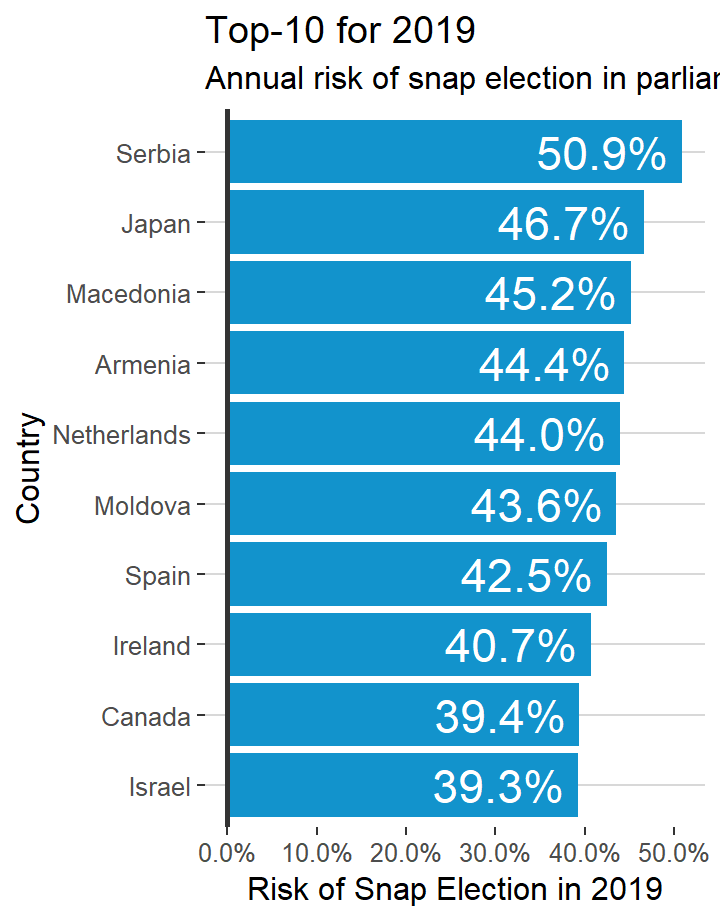 Top-10 for 2019
Annual risk of snap election in
Serbia 50.9%
Japan 46.7%
Macedonia 45.2%
Armenia 44.4%
Netherlands 44.0%
Moldova 43.6%
Spain 42.5%
Ireland 40.7%
Canada 39.4%
Israel 39.3%
Country
0.0% 10.0% 20.0% 30.0% 40.0% 50.0%
Risk of Snap Election in 2019